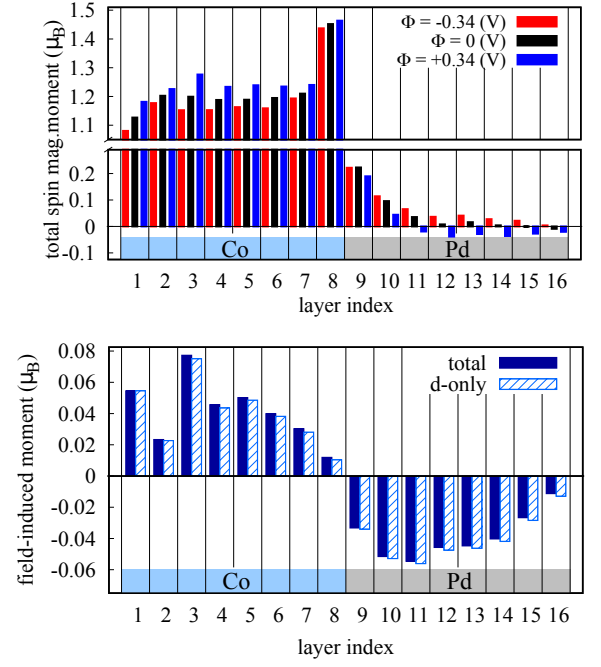 total spin mag.moment (μB)
1.5
1.4
1.3
1.2
1.1
0.2
0.1
0
-0.1
Φ = -0.34 (V)
Φ = 0 (V)
Φ = +0.34 (V)
Co
Pd
1 2 3 4 5 6 7 8 9 10 11 12 13 14 15 16
layer index
field-induced moment (μB)
0.08
0.06
0.04
0.02
0
-0.02
-0.04
-0.06
total
d-only
Co
Pd
1 2 3 4 5 6 7 8 9 10 11 12 13 14 15 16
layer index